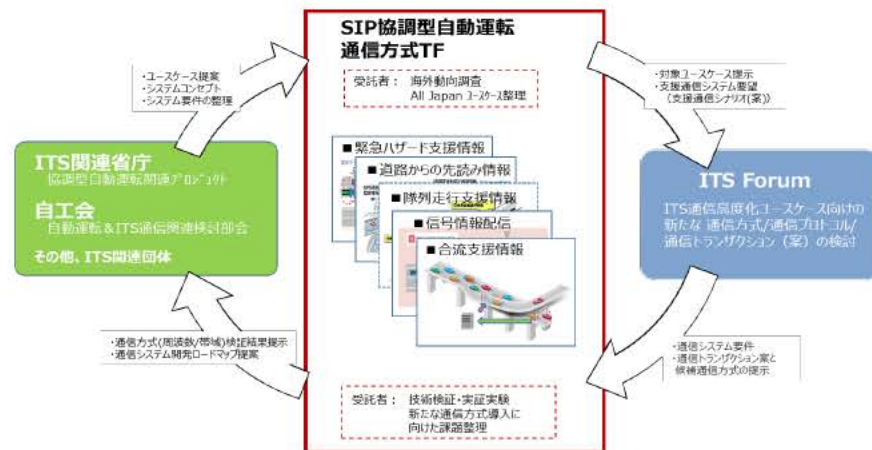 SIP協調型自動運転
通信方式TF
受託者： 海外動向調査
All Japan ユースケース整理
・ユースケース提案
・システムコンセプト
・システム要件の整理
・対象ユースケース提示
・支援通信システム要望
（支援通信シナリオ(案)）
ITS関連省庁
協調型自動運転関連プロジェクト
自工会
自動運転＆ITS通信関連検討部会
その他、ITS関連団体
■緊急ハザード支援情報
■道路からの先読み情報
■隊列走行支援情報
■信号情報配信
■合流支援情報
ITS Forum
ITS通信高度化ユースケース向けの
新たな 通信方式/通信プロトコル/
通信トランザクション（案）の検討
・通信方式(周波数/帯域)検証結果提示
・通信システム開発ロードマップ提案
・通信システム要件
・通信トランザクション案と
候補通信方式の提示
受託者： 技術検証・実証実験
新たな通信方式導入に
向けた課題整理